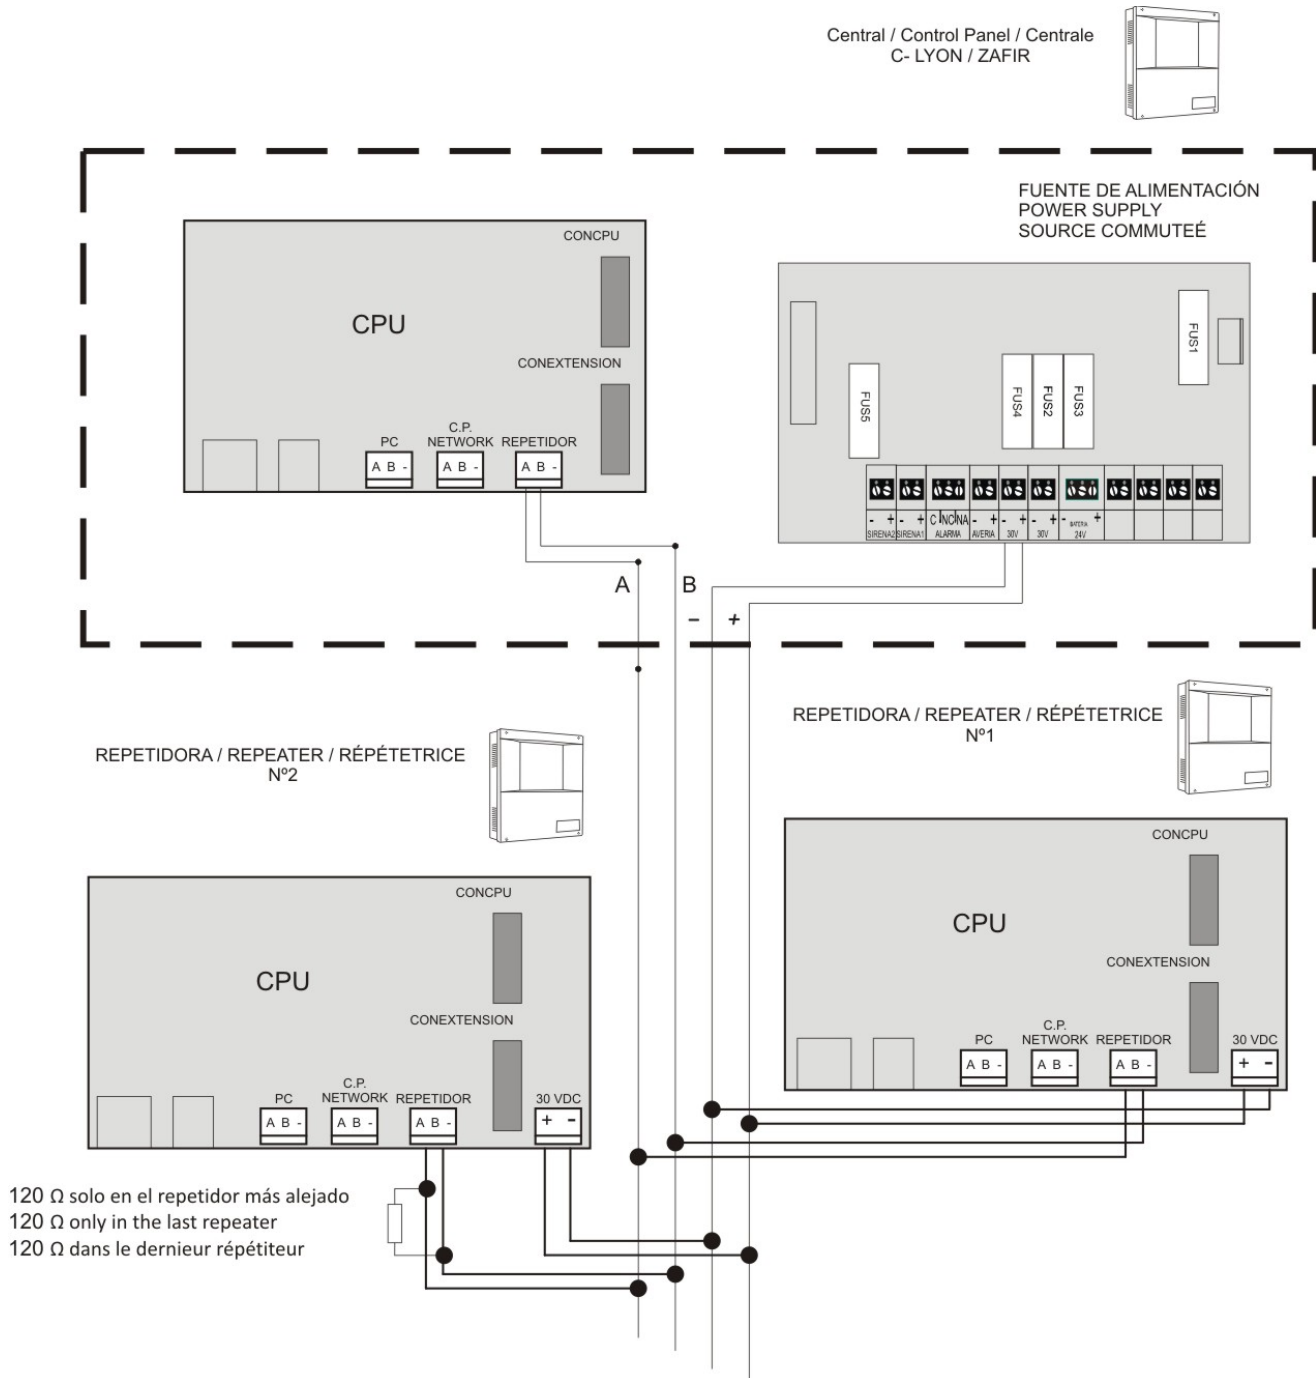 Central / Control Panel / Centrale
C- LYON / ZAFIR
FUENTE DE ALIMENTACIÓN
POWER SUPPLY
SOURCE COMMUTEÉ
CONCPU
CPU
CONEXTENSION
PC
C.P.
NETWORK
REPETIDOR
A B -
A B -
A B -
FUS1
FUS5
FUS4
FUS2
FUS3
- +
- +
C NC NA
- +
- +
- +
- BATERIA +
SIRENA2
SIRENA1
ALARMA
AVERIA
30V
30V
24V
A
B
- +
REPETIDORA / REPEATER / RÉPÉTETRICE
Nº1
REPETIDORA / REPEATER / RÉPÉTETRICE
Nº2
CONCPU
CPU
CONEXTENSION
PC
C.P.
NETWORK
REPETIDOR
30 VDC
A B -
A B -
A B -
+ -
CONCPU
CPU
CONEXTENSION
PC
C.P.
NETWORK
REPETIDOR
30 VDC
A B -
A B -
A B -
+ -
120 Ω solo en el repetidor más alejado
120 Ω only in the last repeater
120 Ω dans le dernieur répétiteur